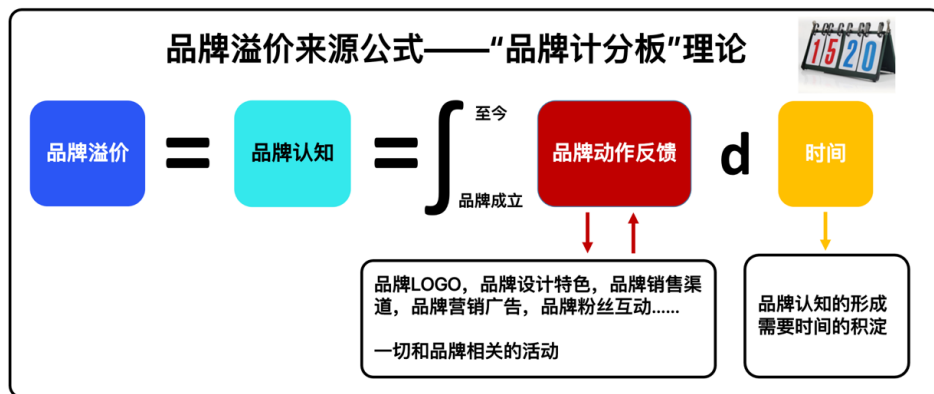 品牌溢价来源公式——“品牌计分板”理论
1 5 2 0
品牌溢价
=
品牌认知
=
∫
至今
品牌成立
品牌动作反馈
d
时间
品牌LOGO，品牌设计特色，品牌销售渠
道，品牌营销广告，品牌粉丝互动......
一切和品牌相关的活动
品牌认知的形成
需要时间的积淀